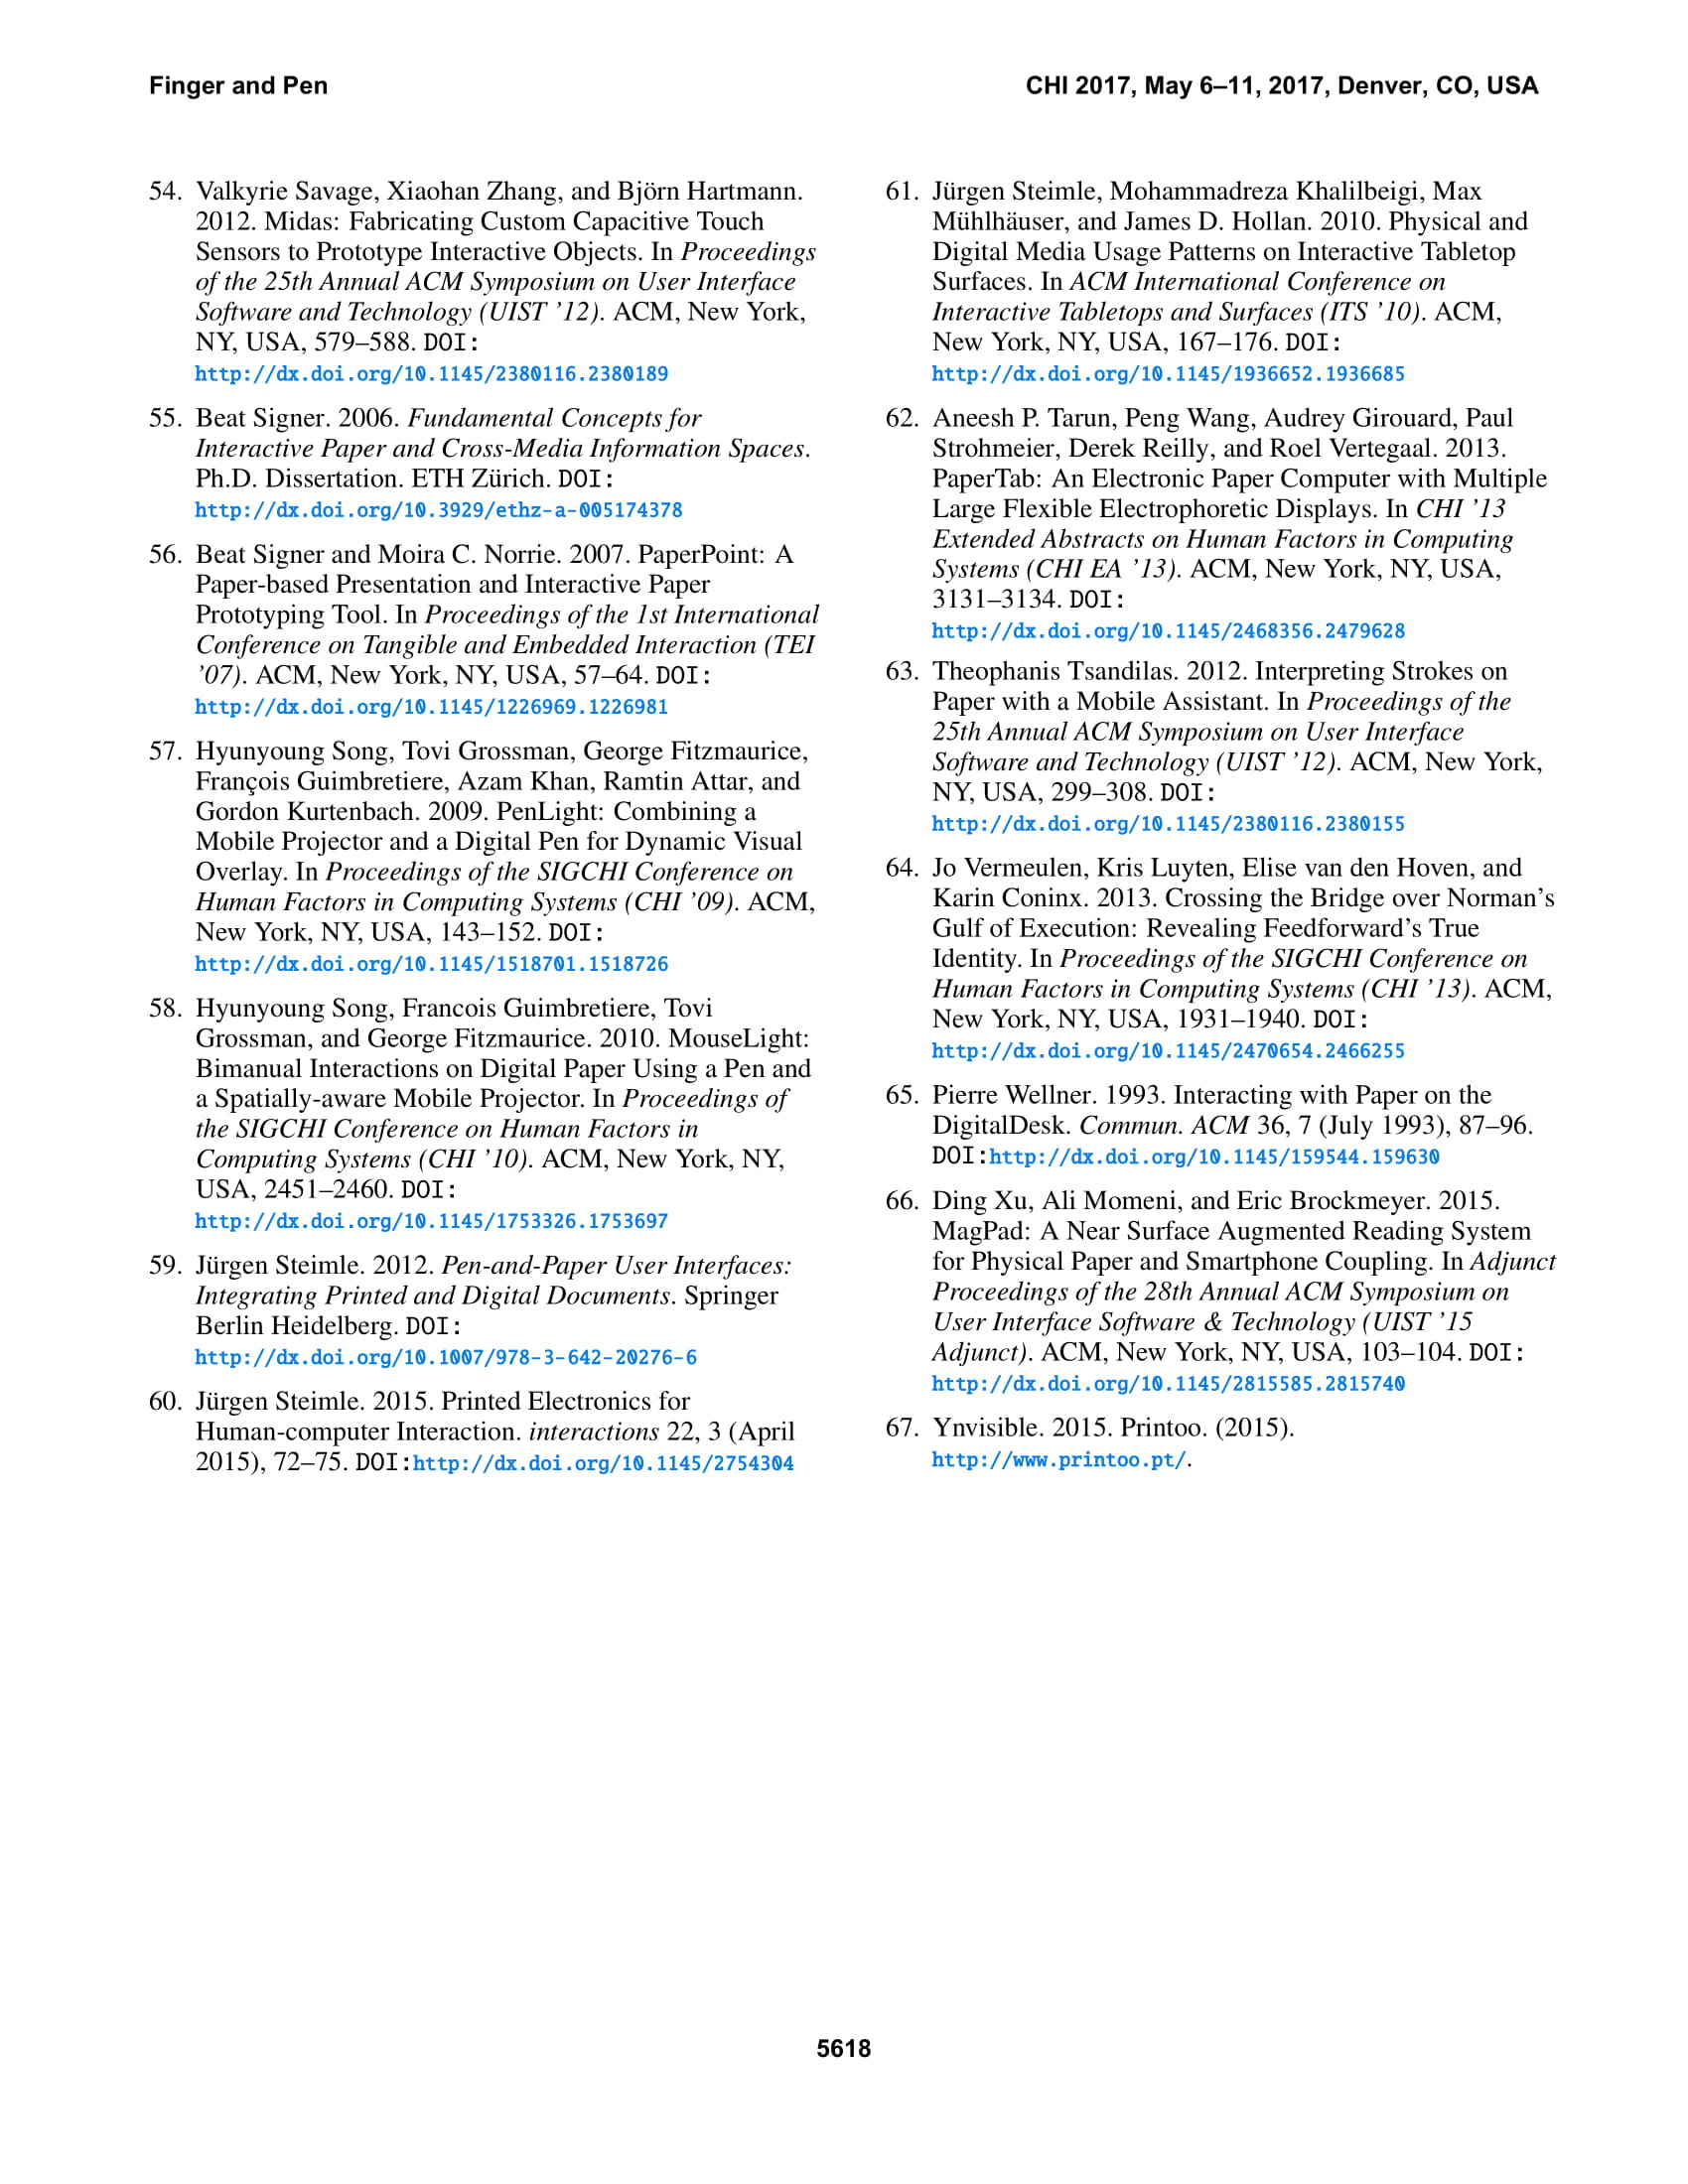 Finger and Pen
CHI 2017, May 6–11, 2017, Denver, CO, USA
54. Valkyrie Savage, Xiaohan Zhang, and Björn Hartmann.
2012. Midas: Fabricating Custom Capacitive Touch
Sensors to Prototype Interactive Objects. In Proceedings
of the 25th Annual ACM Symposium on User Interface
Software and Technology (UIST ’12). ACM, New York,
NY, USA, 579–588. DOI:
http://dx.doi.org/10.1145/2380116.2380189
55. Beat Signer. 2006. Fundamental Concepts for
Interactive Paper and Cross-Media Information Spaces.
Ph.D. Dissertation. ETH Zürich. DOI:
http://dx.doi.org/10.3929/ethz-a-005174378
56. Beat Signer and Moira C. Norrie. 2007. PaperPoint: A
Paper-based Presentation and Interactive Paper
Prototyping Tool. In Proceedings of the 1st International
Conference on Tangible and Embedded Interaction (TEI
’07). ACM, New York, NY, USA, 57–64. DOI:
http://dx.doi.org/10.1145/1226969.1226981
57. Hyunyoung Song, Tovi Grossman, George Fitzmaurice,
François Guimbretiere, Azam Khan, Ramtin Attar, and
Gordon Kurtenbach. 2009. PenLight: Combining a
Mobile Projector and a Digital Pen for Dynamic Visual
Overlay. In Proceedings of the SIGCHI Conference on
Human Factors in Computing Systems (CHI ’09). ACM,
New York, NY, USA, 143–152. DOI:
http://dx.doi.org/10.1145/1518701.1518726
58. Hyunyoung Song, Francois Guimbretiere, Tovi
Grossman, and George Fitzmaurice. 2010. MouseLight:
Bimanual Interactions on Digital Paper Using a Pen and
a Spatially-aware Mobile Projector. In Proceedings of
the SIGCHI Conference on Human Factors in
Computing Systems (CHI ’10). ACM, New York, NY,
USA, 2451–2460. DOI:
http://dx.doi.org/10.1145/1753326.1753697
59. Jürgen Steimle. 2012. Pen-and-Paper User Interfaces:
Integrating Printed and Digital Documents. Springer
Berlin Heidelberg. DOI:
http://dx.doi.org/10.1007/978-3-642-20276-6
60. Jürgen Steimle. 2015. Printed Electronics for
Human-computer Interaction. interactions 22, 3 (April
2015), 72–75. DOI:http://dx.doi.org/10.1145/2754304
61. Jürgen Steimle, Mohammadreza Khalilbeigi, Max
Mühlhäuser, and James D. Hollan. 2010. Physical and
Digital Media Usage Patterns on Interactive Tabletop
Surfaces. In ACM International Conference on
Interactive Tabletops and Surfaces (ITS ’10). ACM,
New York, NY, USA, 167–176. DOI:
http://dx.doi.org/10.1145/1936652.1936685
62. Aneesh P. Tarun, Peng Wang, Audrey Girouard, Paul
Strohmeier, Derek Reilly, and Roel Vertegaal. 2013.
PaperTab: An Electronic Paper Computer with Multiple
Large Flexible Electrophoretic Displays. In CHI ’13
Extended Abstracts on Human Factors in Computing
Systems (CHI EA ’13). ACM, New York, NY, USA,
3131–3134. DOI:
http://dx.doi.org/10.1145/2468356.2479628
63. Theophanis Tsandilas. 2012. Interpreting Strokes on
Paper with a Mobile Assistant. In Proceedings of the
25th Annual ACM Symposium on User Interface
Software and Technology (UIST ’12). ACM, New York,
NY, USA, 299–308. DOI:
http://dx.doi.org/10.1145/2380116.2380155
64. Jo Vermeulen, Kris Luyten, Elise van den Hoven, and
Karin Coninx. 2013. Crossing the Bridge over Norman’s
Gulf of Execution: Revealing Feedforward’s True
Identity. In Proceedings of the SIGCHI Conference on
Human Factors in Computing Systems (CHI ’13). ACM,
New York, NY, USA, 1931–1940. DOI:
http://dx.doi.org/10.1145/2470654.2466255
65. Pierre Wellner. 1993. Interacting with Paper on the
DigitalDesk. Commun. ACM 36, 7 (July 1993), 87–96.
DOI:http://dx.doi.org/10.1145/159544.159630
66. Ding Xu, Ali Momeni, and Eric Brockmeyer. 2015.
MagPad: A Near Surface Augmented Reading System
for Physical Paper and Smartphone Coupling. In Adjunct
Proceedings of the 28th Annual ACM Symposium on
User Interface Software & Technology (UIST ’15
Adjunct). ACM, New York, NY, USA, 103–104. DOI:
http://dx.doi.org/10.1145/2815585.2815740
67. Ynvisible. 2015. Printoo. (2015).
http://www.printoo.pt/.
5618